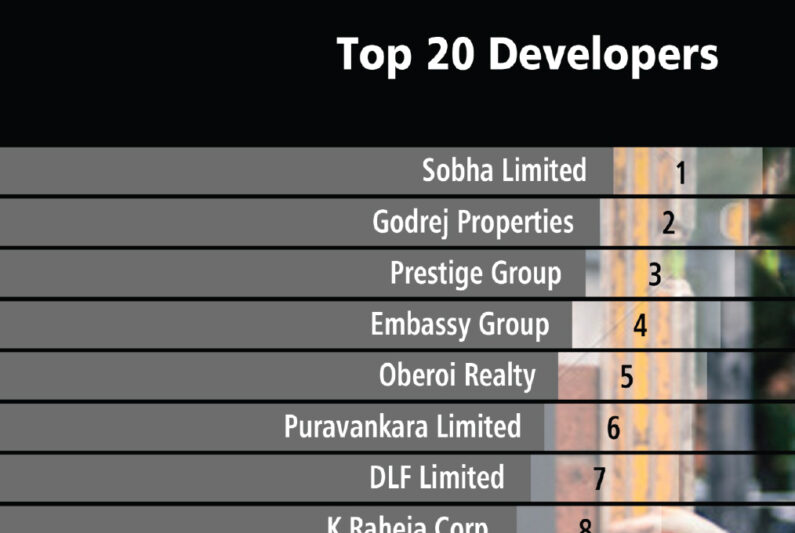 Top 20 Developers
Sobha Limited 1
Godrej Properties 2
Prestige Group 3
Embassy Group 4
Oberoi Realty 5
Puravankara Limited 6
DLF Limited 7
K Raheja Corp 8